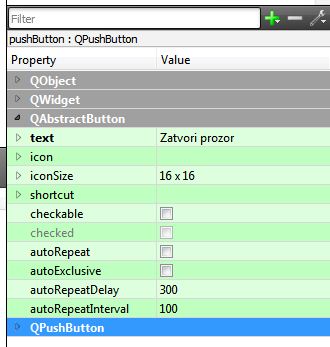 Filter
pushButton : QPushButton
Property Value
QObject
QWidget
QAbstractButton
text Zatvori prozor
icon
iconSize 16 x 16
shortcut
checkable
checked
autoRepeat
autoExclusive
autoRepeatDelay 300
autoRepeatInterval 100
QPushButton